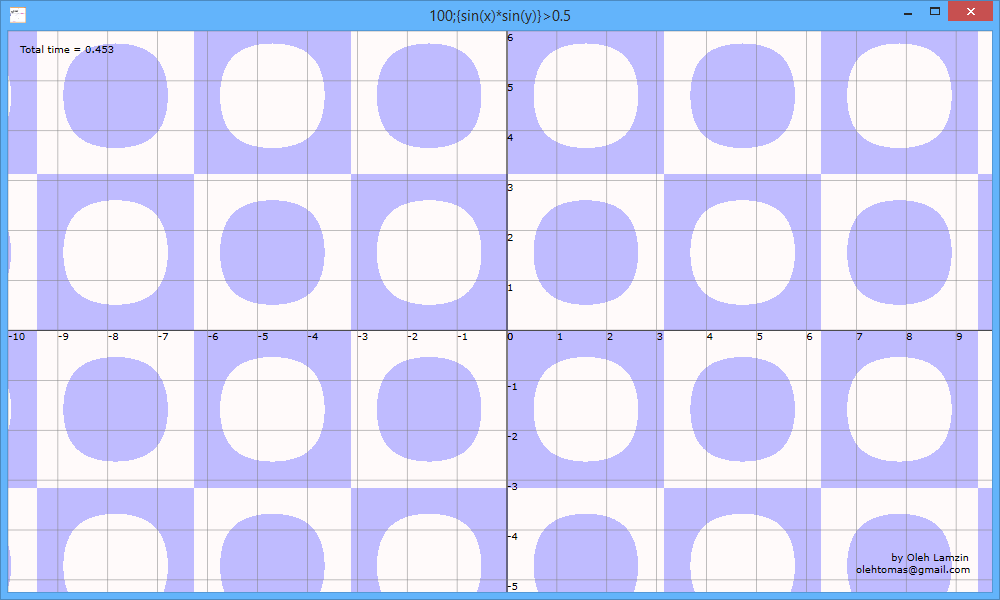 100;{sin(x)*sin(y)}>0.5
Total time = 0.453
6
5
4
3
2
1
-10 -9 -8 -7 -6 -5 -4 -3 -2 -1 0 1 2 3 4 5 6 7 8 9
-1
-2
-3
-4
-5
by Oleh Lamzin
olehtomas@gmail.com